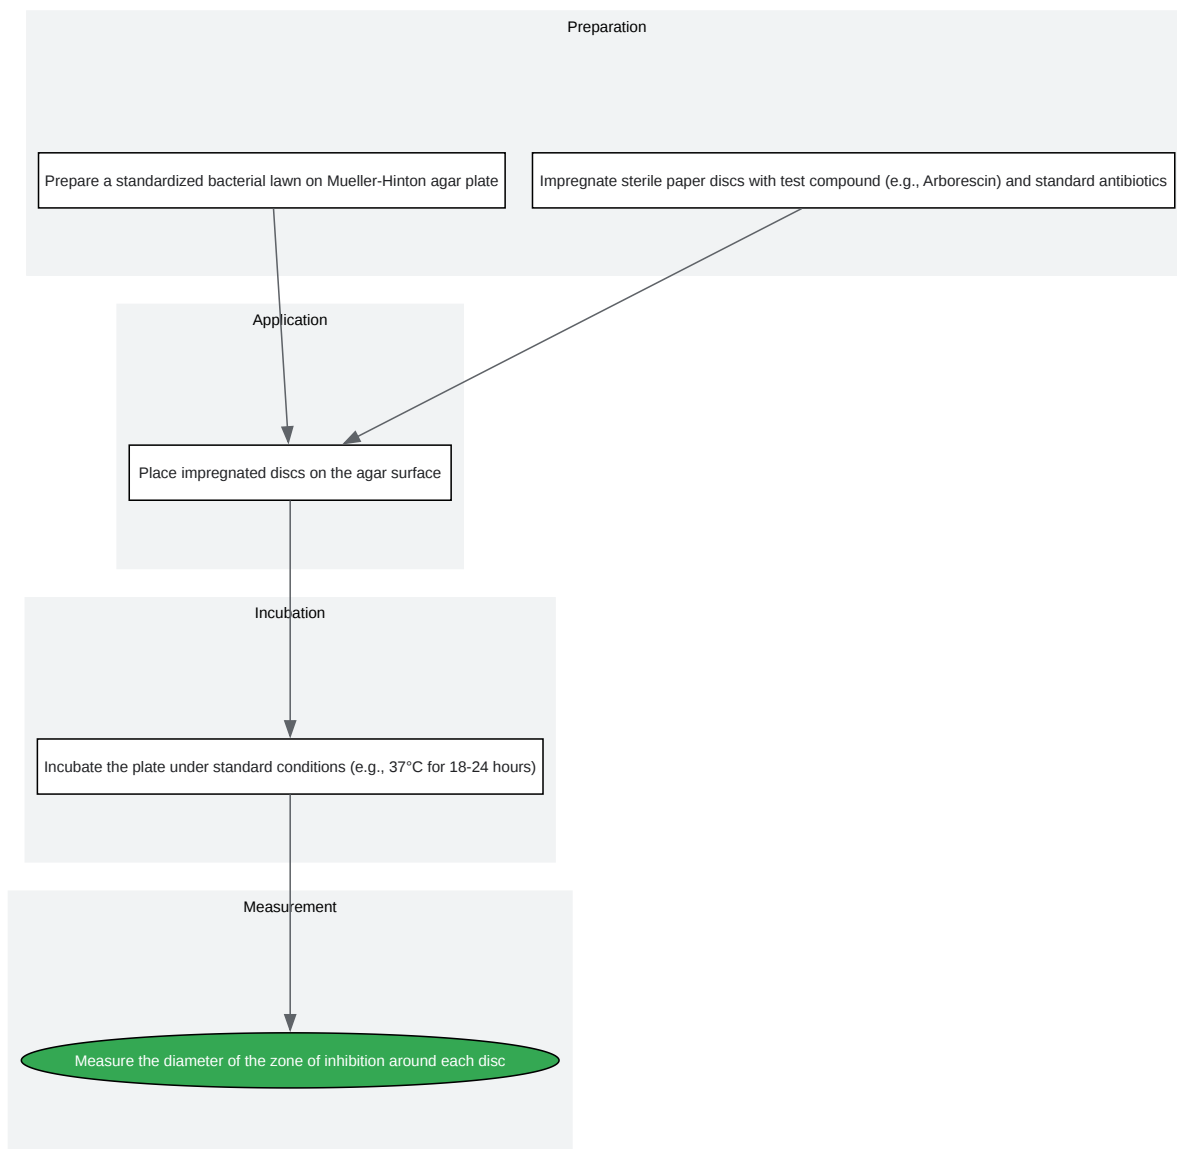 Preparation
Prepare a standardized bacterial lawn on Mueller-Hinton agar plate
Impregnate sterile paper discs with test compound (e.g., Arborescin) and standard antibiotics
Application
Place impregnated discs on the agar surface
Incubation
Incubate the plate under standard conditions (e.g., 37°C for 18-24 hours)
Measurement
Measure the diameter of the zone of inhibition around each disc